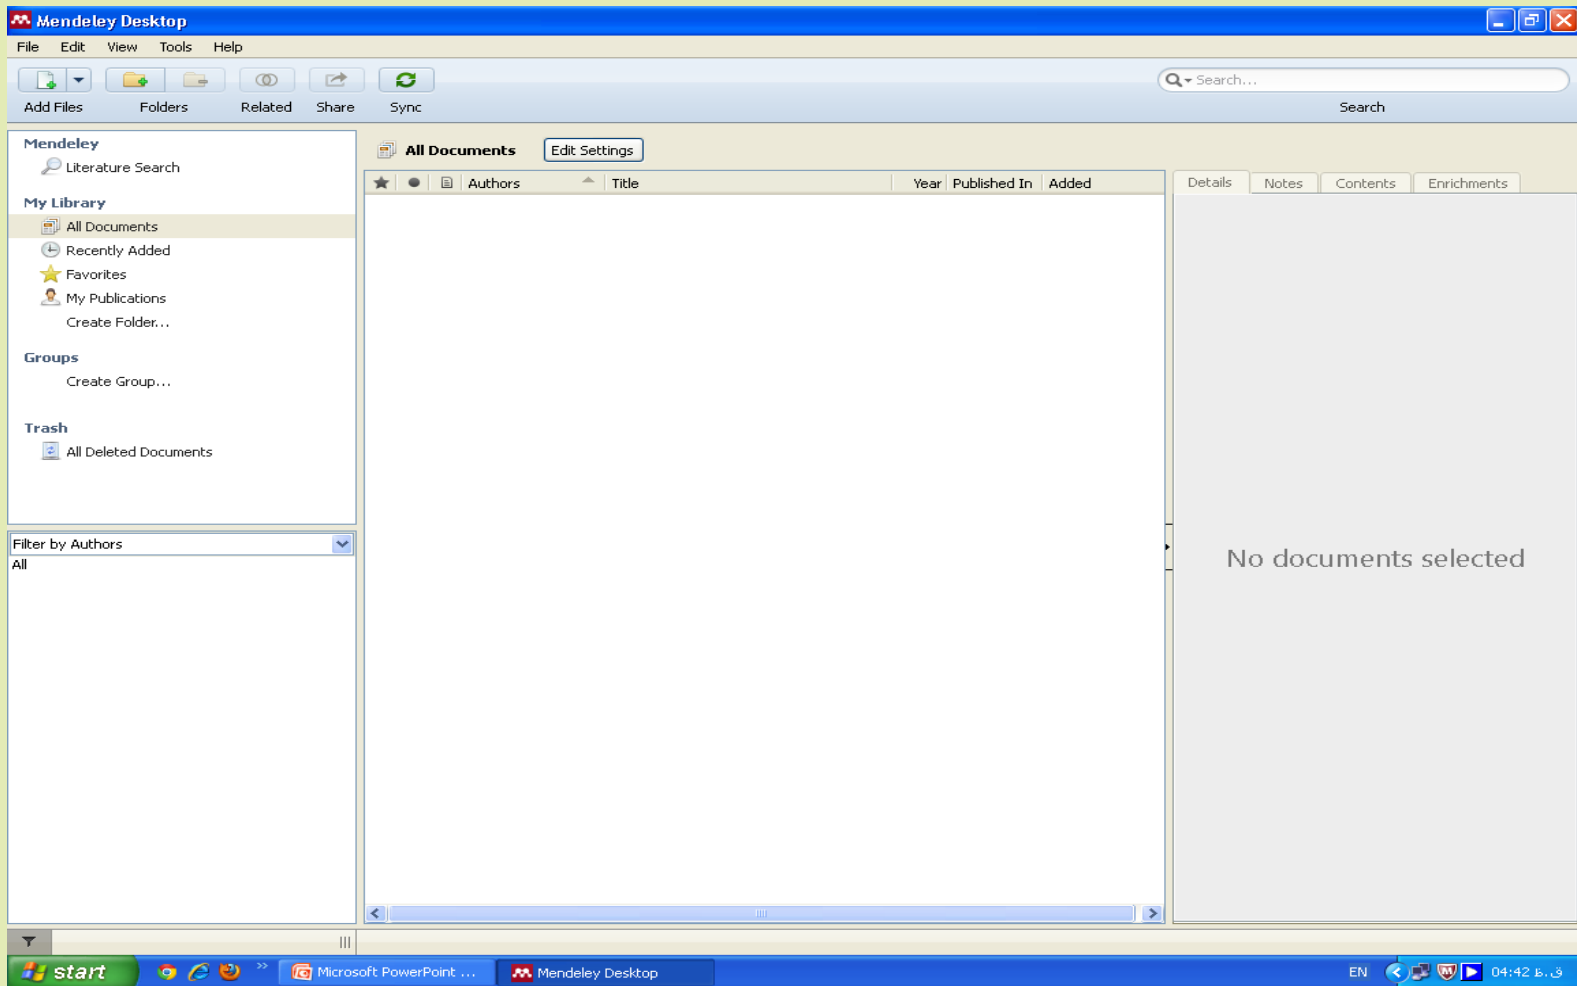 Mendeley Desktop
File Edit View Tools Help
Search...
Add Files Folders Related Share Sync Search
Mendeley
Literature Search
My Library
All Documents
Recently Added
Favorites
My Publications
Create Folder...
Groups
Create Group...
Trash
All Deleted Documents
Filter by Authors
All
All Documents Edit Settings
Authors Title Year Published In Added
Details Notes Contents Enrichments
No documents selected
start Microsoft PowerPoint ... Mendeley Desktop EN 04:42 ق.ظ